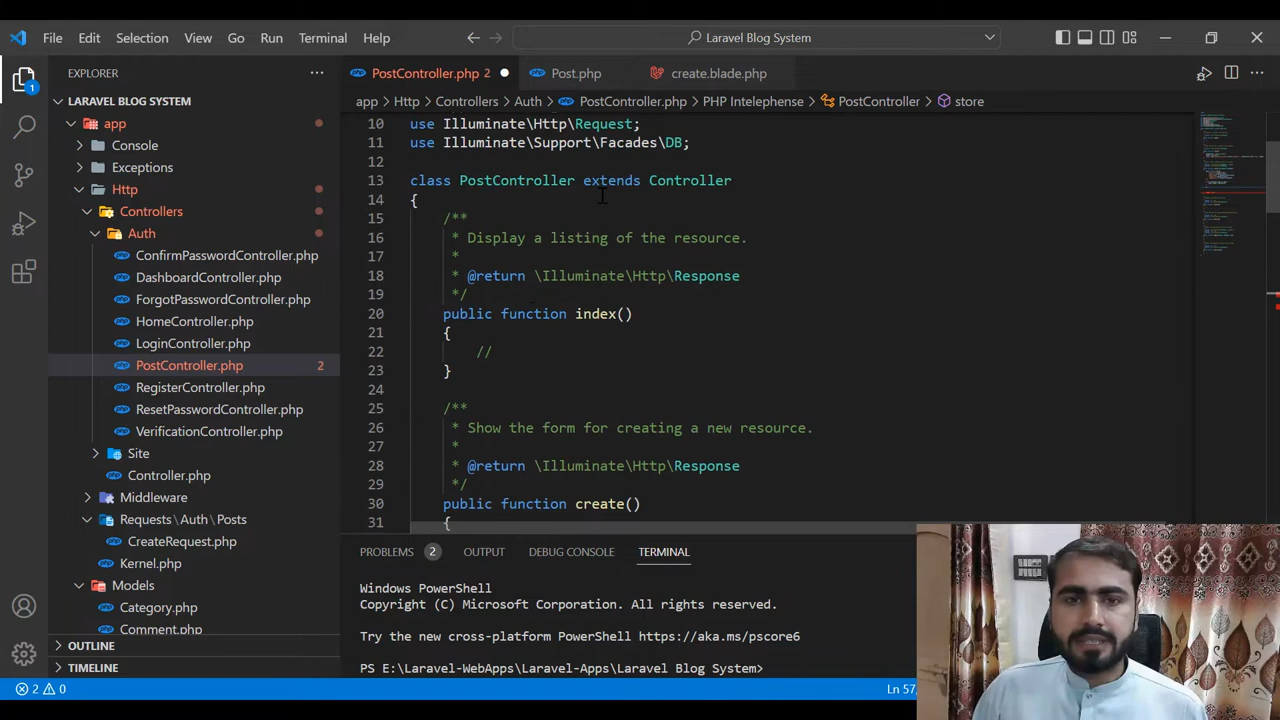 File Edit Selection View Go Run Terminal Help
Laravel Blog System
EXPLORER
LARAVEL BLOG SYSTEM
app
Console
Exceptions
Http
Controllers
Auth
ConfirmPasswordController.php
DashboardController.php
ForgotPasswordController.php
HomeController.php
LoginController.php
PostController.php 2
RegisterController.php
ResetPasswordController.php
VerificationController.php
Site
Controller.php
Middleware
Requests\Auth\Posts
CreateRequest.php
Kernel.php
Models
Category.php
Comment.php
OUTLINE
TIMELINE
1
PostController.php 2
Post.php
create.blade.php
app > Http > Controllers > Auth > PostController.php > PHP Intelephense > PostController > store
10 use Illuminate\Http\Request;
11 use Illuminate\Support\Facades\DB;
12
13 class PostController extends Controller
14 {
15 /**
16 * Display a listing of the resource.
17 *
18 * @return \Illuminate\Http\Response
19 */
20 public function index()
21 {
22 //
23 }
24
25 /**
26 * Show the form for creating a new resource.
27 *
28 * @return \Illuminate\Http\Response
29 */
30 public function create()
31 {
PROBLEMS 2 OUTPUT DEBUG CONSOLE TERMINAL
Windows PowerShell
Copyright (C) Microsoft Corporation. All rights reserved.
Try the new cross-platform PowerShell https://aka.ms/pscore6
PS E:\Laravel-WebApps\Laravel-Apps\Laravel Blog System>
2 0
Ln 57,